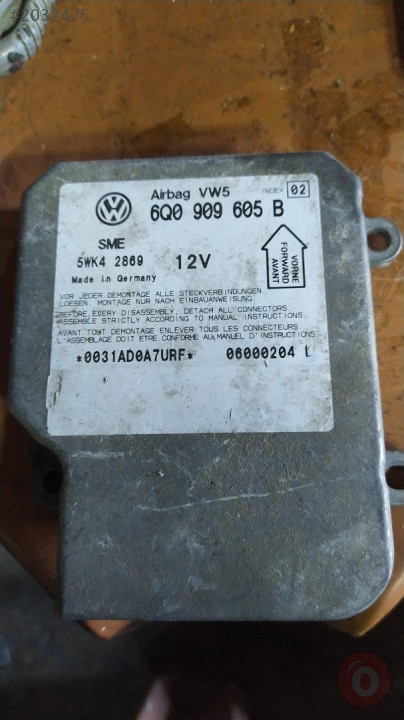 Airbag VW5 INDEX 02
6Q0 909 605 B
SME
5WK4 2869 12V
Made in Germany
VORNE
FORWARD
AVANT
VOR JEDER DEMONTAGE ALLE STECKVERBINDUNGEN
LOESEN. MONTAGE NUR NACH EINBAUANWEISUNG.
BEFORE EVERY DISASSEMBLY, DETACH ALL CONNECTORS
ASSEMBLE STRICTLY ACCORDING TO MANUAL INSTRUCTIONS.
AVANT TOUT DEMONTAGE ENLEVER TOUS LES CONNECTEURS
L'ASSEMBLAGE DOIT ETRE CONFORME AU MANUEL D'INSTRUCTIONS.
*0031AD0A7URF* 06000204 L